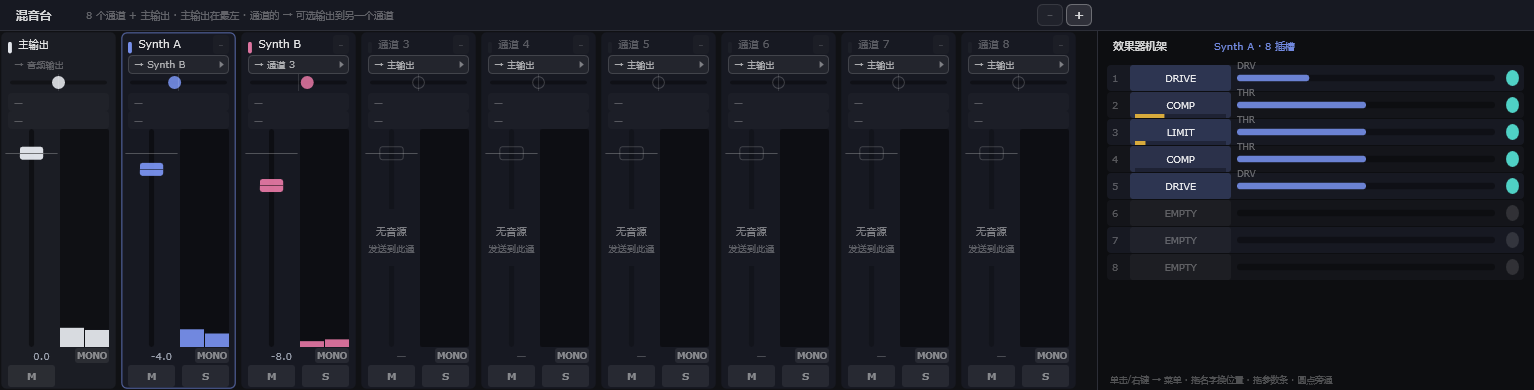 混音台
8 个通道 + 主输出 · 主输出在最左 · 通道的 → 可选输出到另一个通道
-
+
主输出
→ 音频输出
—
—
0.0
MONO
M
Synth A
-
→ Synth B
—
—
-4.0
MONO
M
S
Synth B
-
→ 通道 3
—
—
-8.0
MONO
M
S
通道 3
-
→ 主输出
—
—
无音源
发送到此通
—
MONO
M
S
通道 4
-
→ 主输出
—
—
无音源
发送到此通
—
MONO
M
S
通道 5
-
→ 主输出
—
—
无音源
发送到此通
—
MONO
M
S
通道 6
-
→ 主输出
—
—
无音源
发送到此通
—
MONO
M
S
通道 7
-
→ 主输出
—
—
无音源
发送到此通
—
MONO
M
S
通道 8
-
→ 主输出
—
—
无音源
发送到此通
—
MONO
M
S
效果器机架
Synth A · 8 插槽
1 DRIVE DRV
2 COMP THR
3 LIMIT THR
4 COMP THR
5 DRIVE DRV
6 EMPTY
7 EMPTY
8 EMPTY
单击/右键 → 菜单 · 拖名字换位置 · 拖参数条 · 圆点旁通